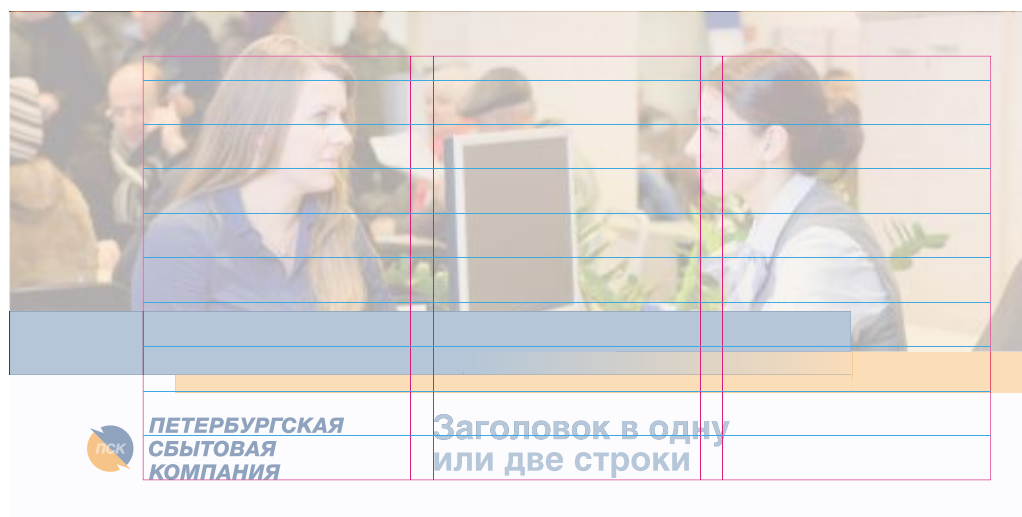 ПЕТЕРБУРГСКАЯ
СБЫТОВАЯ
КОМПАНИЯ
ПСК
Заголовок в одну
или две строки